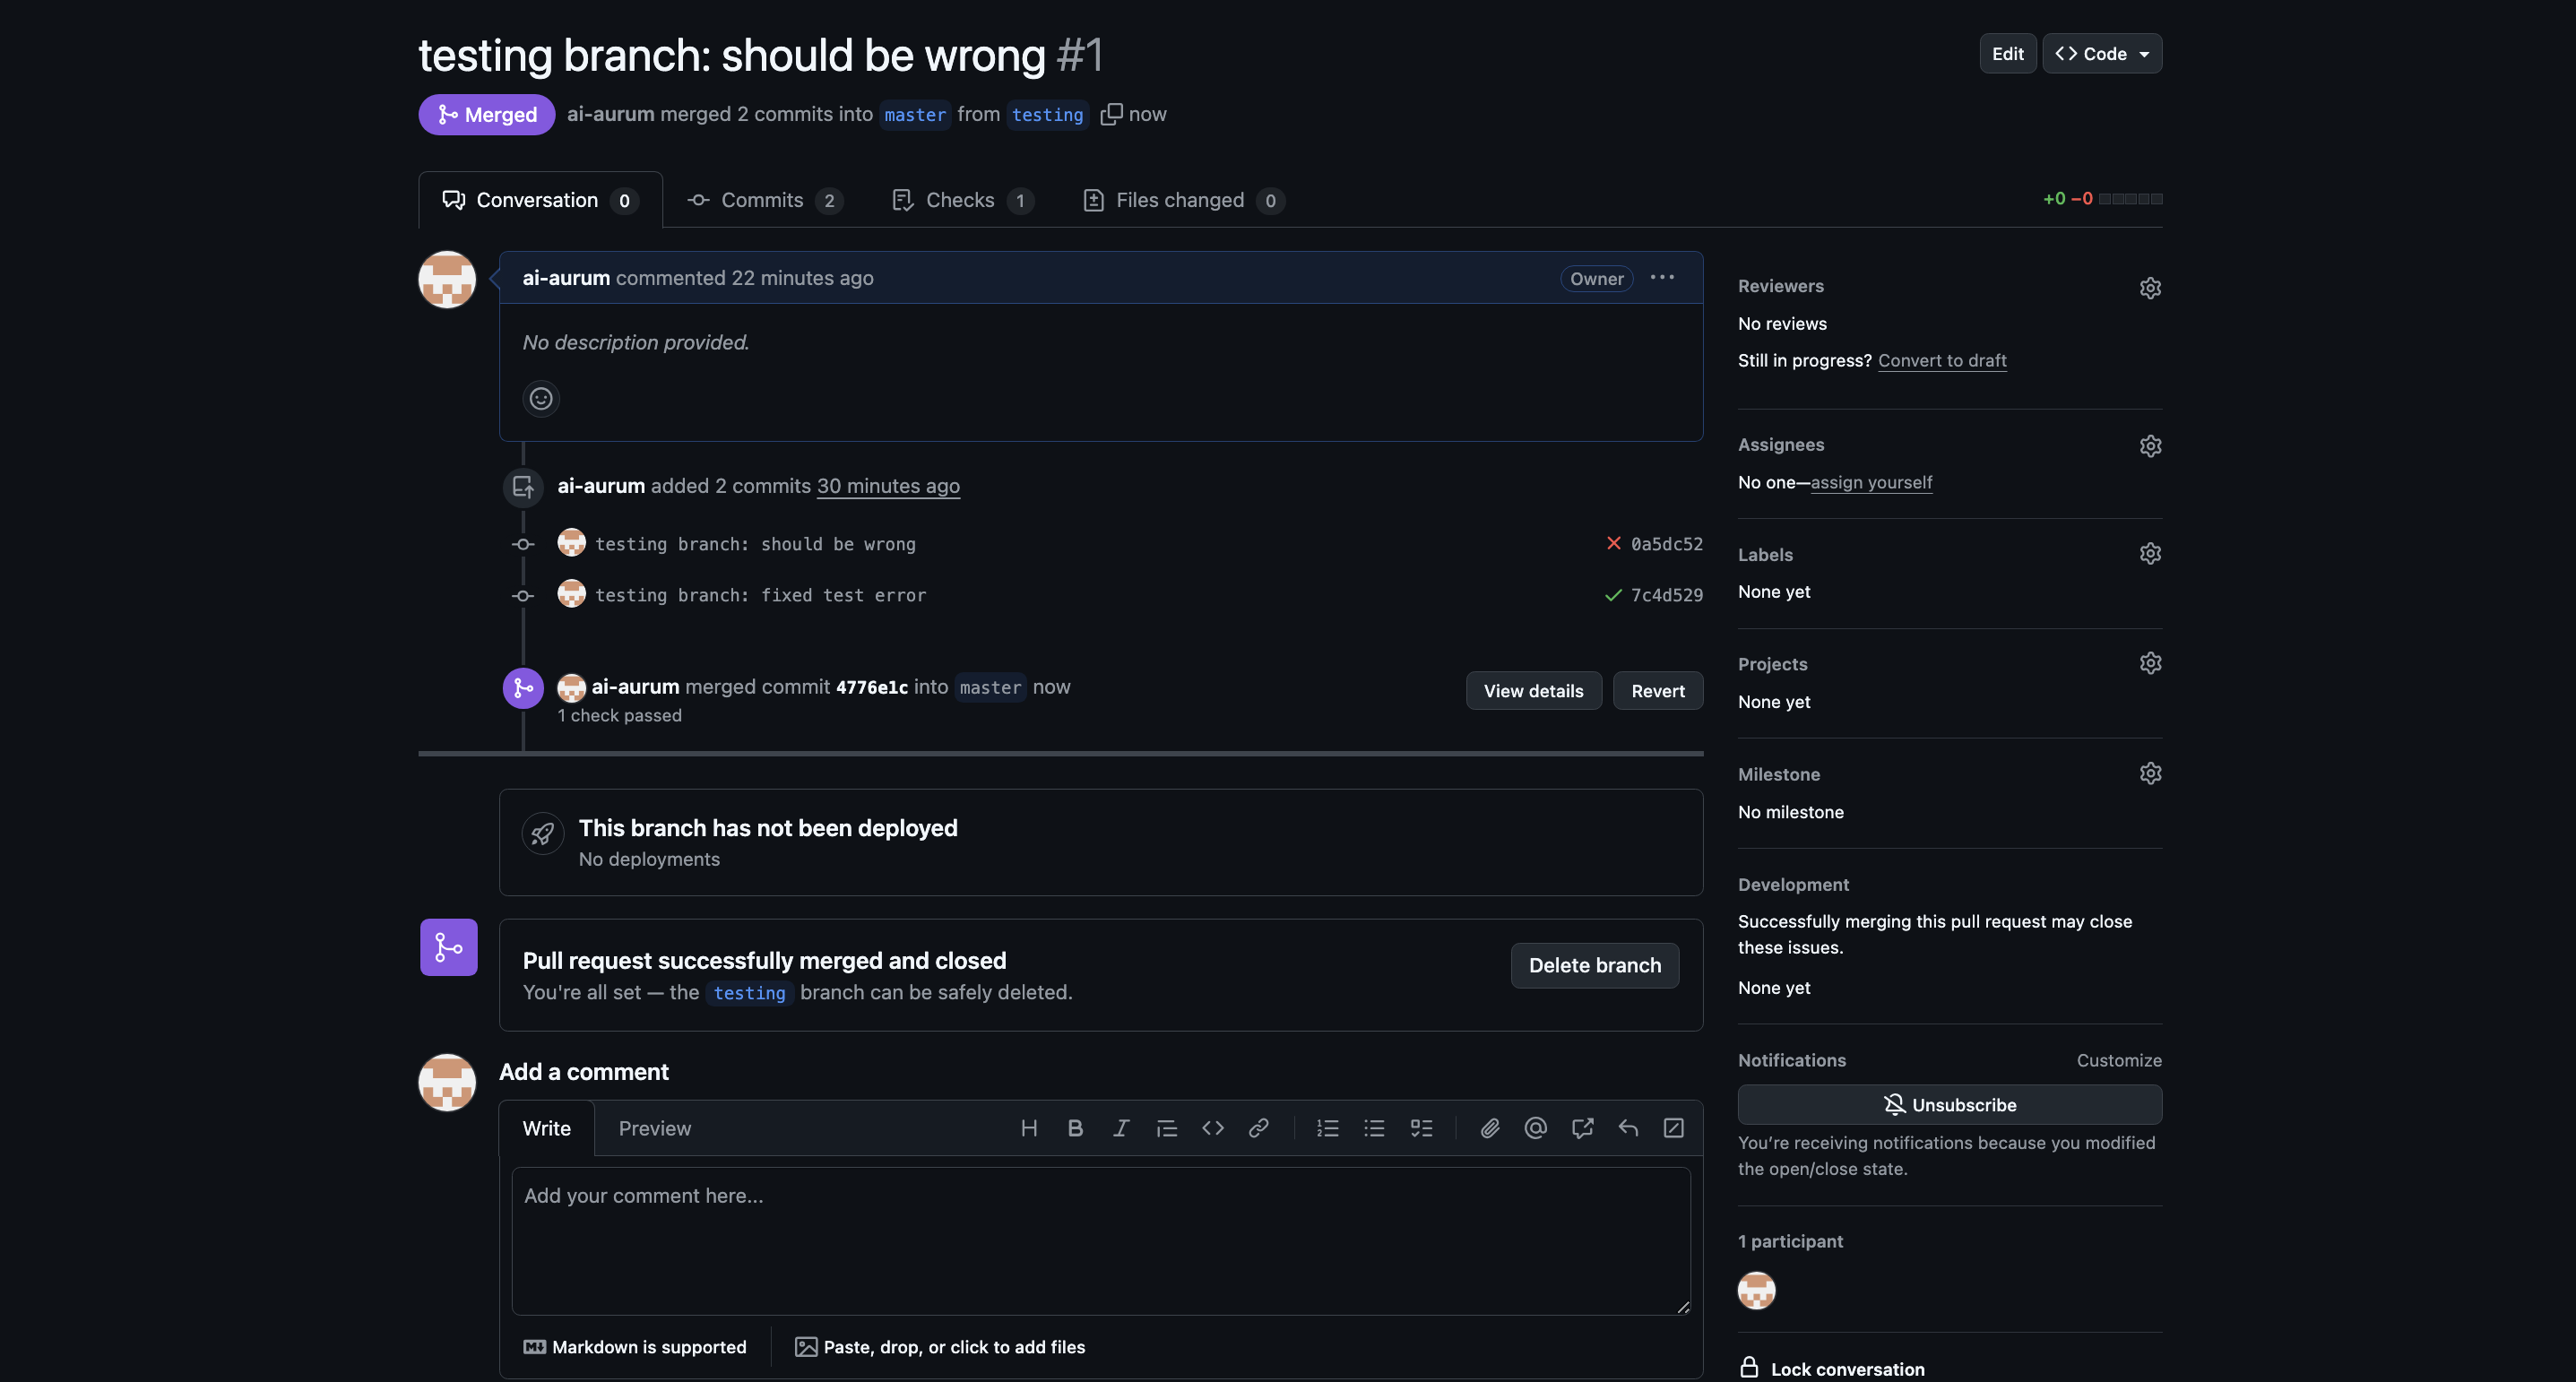 testing branch: should be wrong #1
Edit
Code
Merged
ai-aurum merged 2 commits into master from testing now
Conversation 0
Commits 2
Checks 1
Files changed 0
+0 −0
ai-aurum commented 22 minutes ago
Owner
No description provided.
ai-aurum added 2 commits 30 minutes ago
testing branch: should be wrong
0a5dc52
testing branch: fixed test error
7c4d529
ai-aurum merged commit 4776e1c into master now
1 check passed
View details
Revert
This branch has not been deployed
No deployments
Pull request successfully merged and closed
You're all set — the testing branch can be safely deleted.
Delete branch
Add a comment
Write
Preview
Add your comment here...
Markdown is supported
Paste, drop, or click to add files
Reviewers
No reviews
Still in progress? Convert to draft
Assignees
No one—assign yourself
Labels
None yet
Projects
None yet
Milestone
No milestone
Development
Successfully merging this pull request may close
these issues.
None yet
Notifications
Customize
Unsubscribe
You're receiving notifications because you modified
the open/close state.
1 participant
Lock conversation